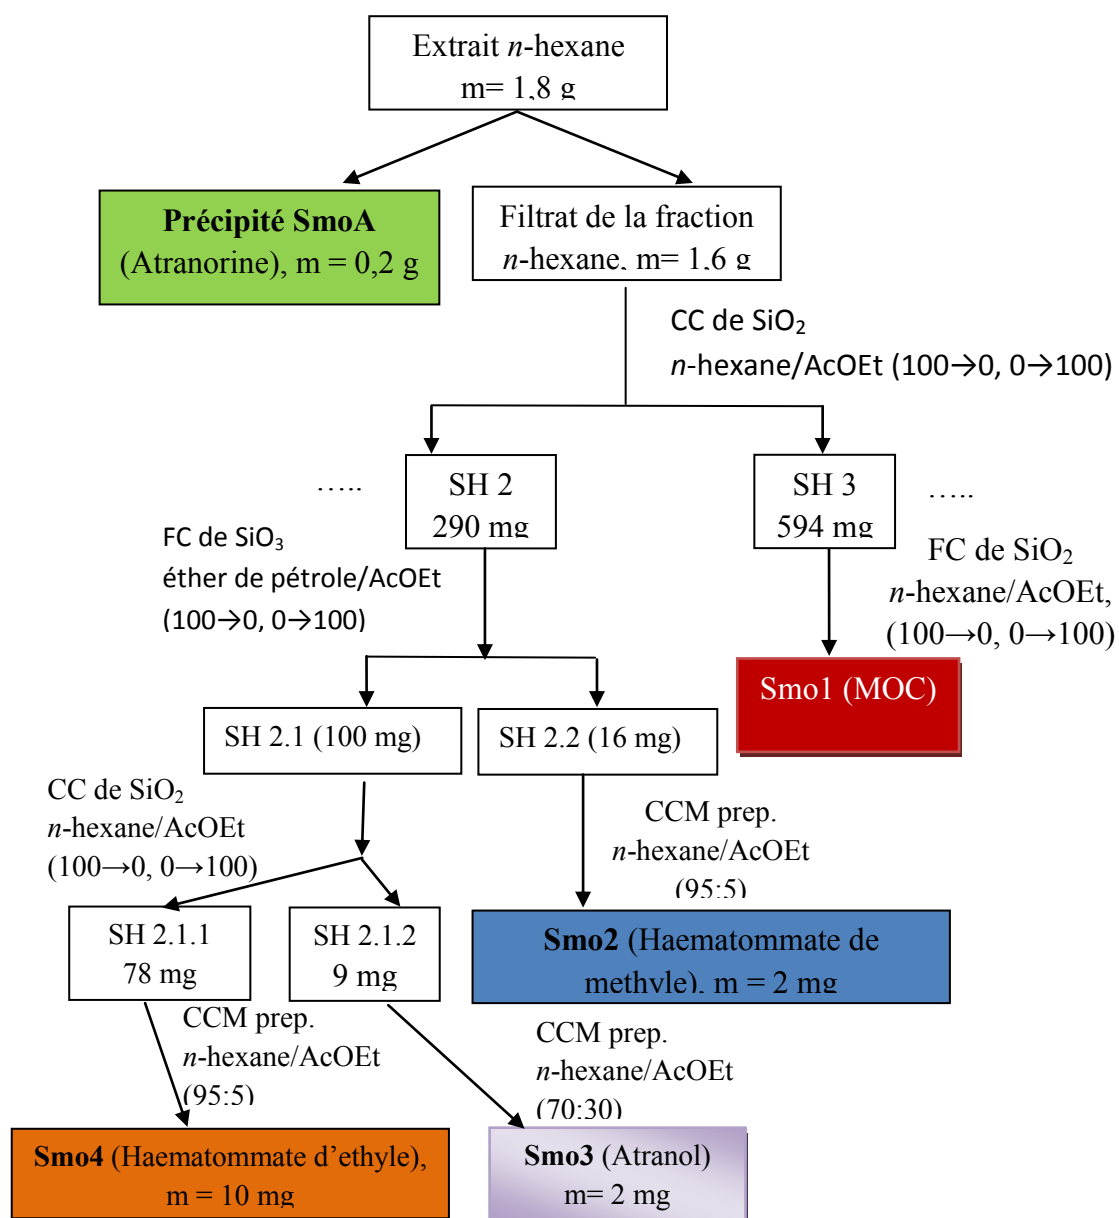 Extrait n-hexane
m= 1,8 g
Précipité SmoA
(Atranorine), m = 0,2 g
Filtrat de la fraction
n-hexane, m= 1,6 g
CC de SiO₂
n-hexane/AcOEt (100→0, 0→100)
.....
SH 2
290 mg
SH 3
594 mg
.....
FC de SiO₃
éther de pétrole/AcOEt
(100→0, 0→100)
FC de SiO₂
n-hexane/AcOEt,
(100→0, 0→100)
SH 2.1 (100 mg)
SH 2.2 (16 mg)
Smo1 (MOC)
CC de SiO₂
n-hexane/AcOEt
(100→0, 0→100)
CCM prep.
n-hexane/AcOEt
(95:5)
SH 2.1.1
78 mg
SH 2.1.2
9 mg
Smo2 (Haematommate de
methyle), m = 2 mg
CCM prep.
n-hexane/AcOEt
(95:5)
CCM prep.
n-hexane/AcOEt
(70:30)
Smo4 (Haematommate d'ethyle),
m = 10 mg
Smo3 (Atranol)
m= 2 mg